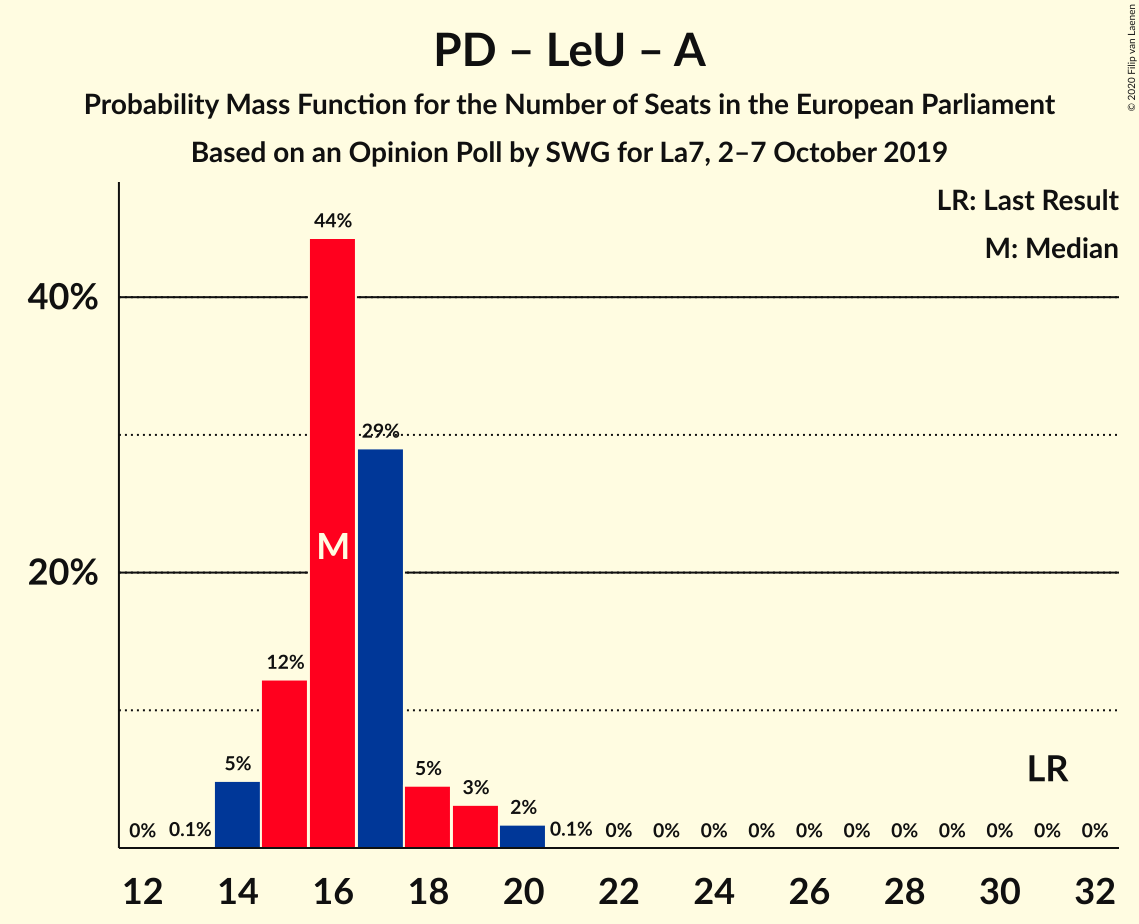 PD – LeU – A
Probability Mass Function for the Number of Seats in the European Parliament
Based on an Opinion Poll by SWG for La7, 2–7 October 2019
© 2020 Filip van Laenen
LR: Last Result
M: Median
40%
20%
44%
29%
M
12%
5%
5%
3%
2%
LR
0% 0.1% 0.1% 0% 0% 0% 0% 0% 0% 0% 0% 0% 0% 0%
12 14 16 18 20 22 24 26 28 30 32